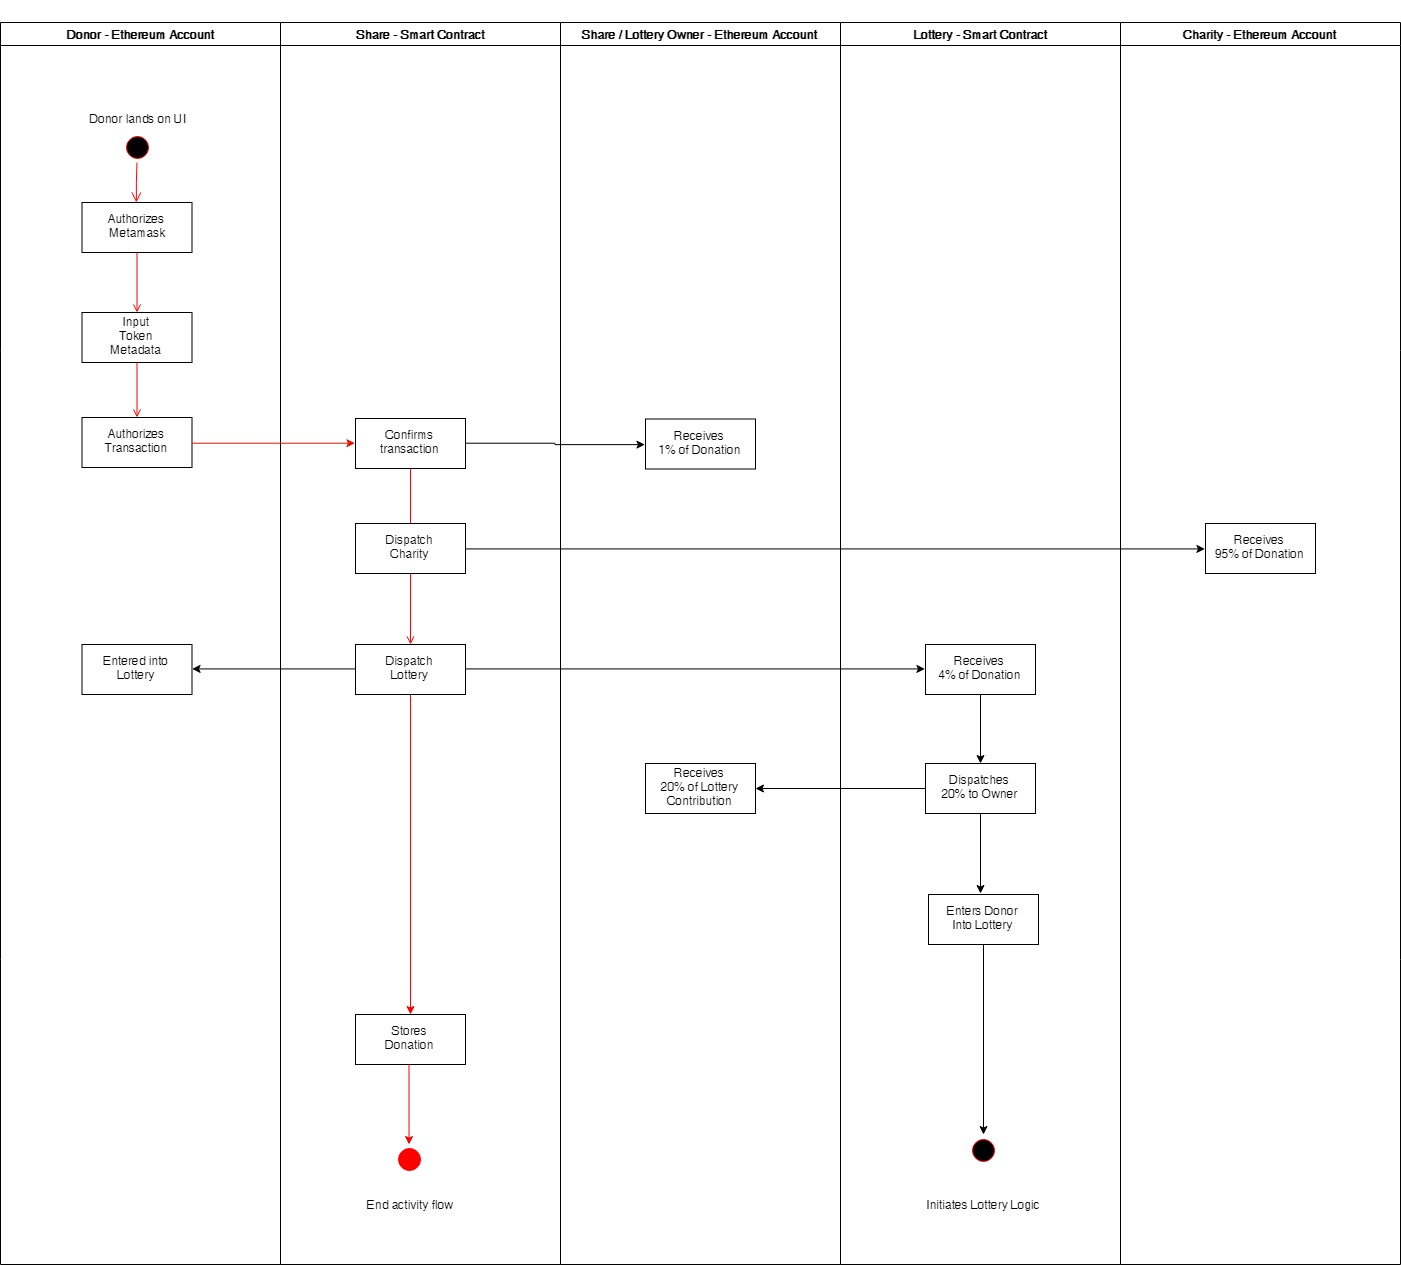 Donor - Ethereum Account
Share - Smart Contract
Share / Lottery Owner - Ethereum Account
Lottery - Smart Contract
Charity - Ethereum Account
Donor lands on UI
Authorizes
Metamask
Input
Token
Metadata
Authorizes
Transaction
Confirms
transaction
Receives
1% of Donation
Dispatch
Charity
Receives
95% of Donation
Entered into
Lottery
Dispatch
Lottery
Receives
4% of Donation
Receives
20% of Lottery
Contribution
Dispatches
20% to Owner
Enters Donor
Into Lottery
Stores
Donation
End activity flow
Initiates Lottery Logic